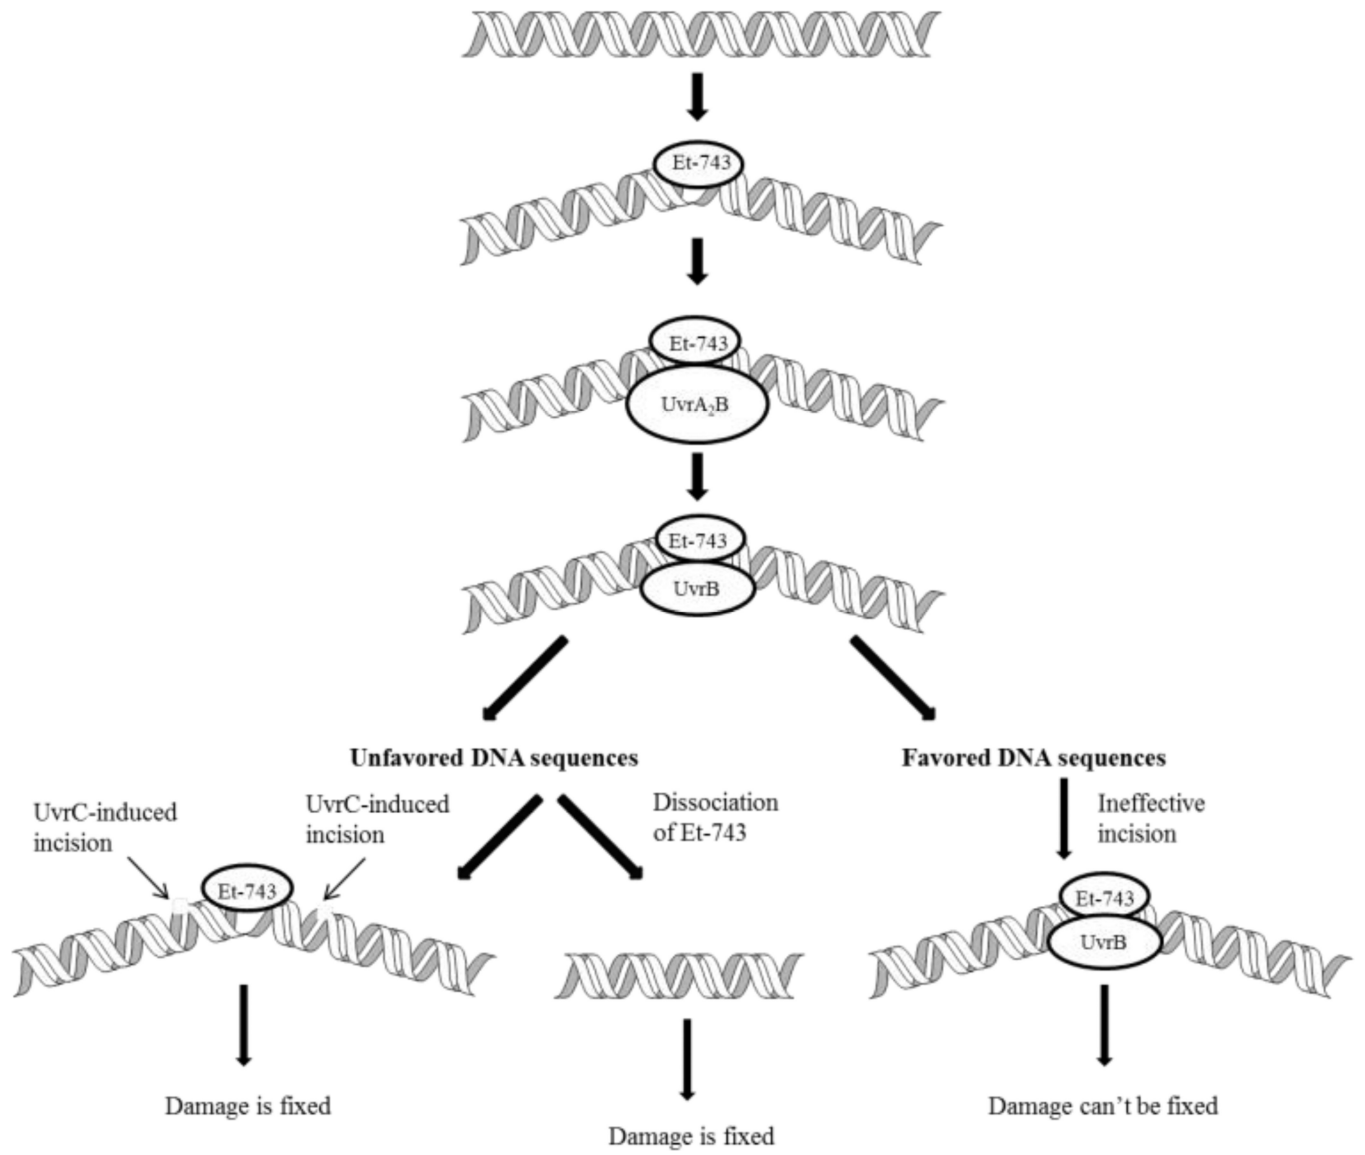 Et-743
Et-743
UvrA₂B
Et-743
UvrB
Unfavored DNA sequences
Favored DNA sequences
UvrC-induced
incision
UvrC-induced
incision
Dissociation
of Et-743
Ineffective
incision
Et-743
Et-743
UvrB
Damage is fixed
Damage is fixed
Damage can't be fixed